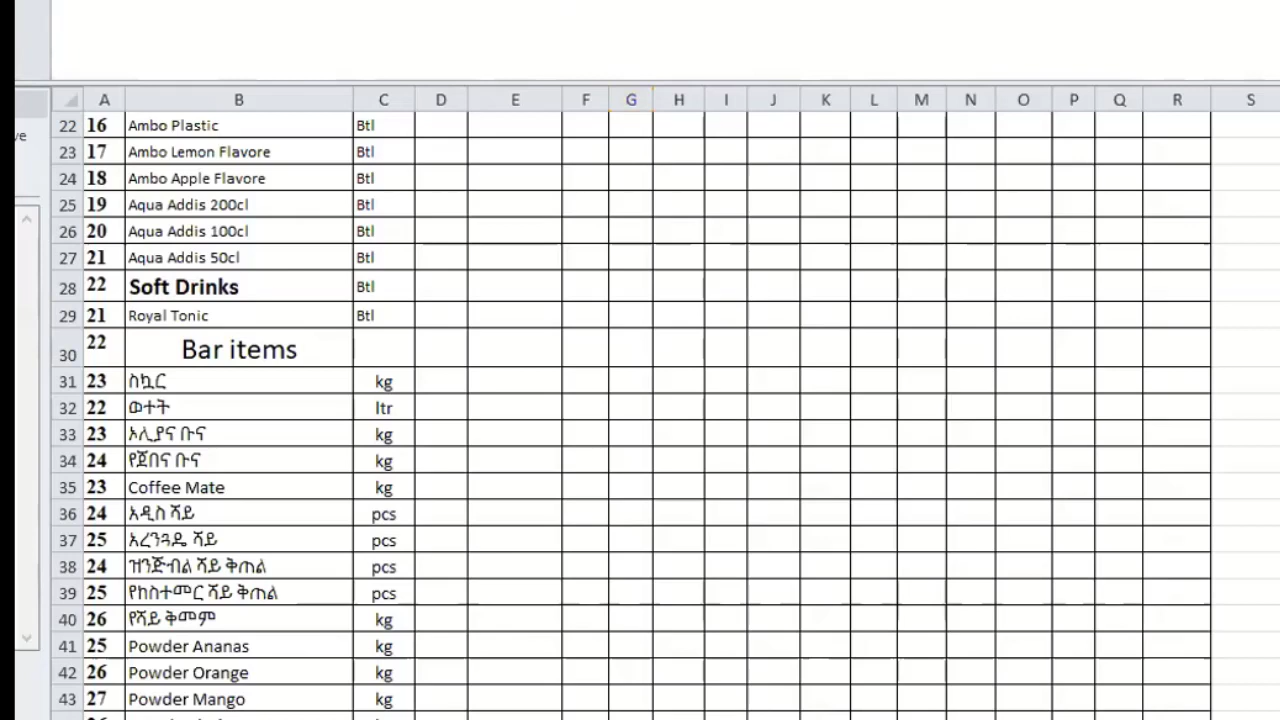 A B C D E F G H I J K L M N O P Q R S
22 16 Ambo Plastic Btl
ve
23 17 Ambo Lemon Flavore Btl
24 18 Ambo Apple Flavore Btl
25 19 Aqua Addis 200cl Btl
26 20 Aqua Addis 100cl Btl
27 21 Aqua Addis 50cl Btl
28 22 Soft Drinks Btl
29 21 Royal Tonic Btl
30 22 Bar items
31 23 ስኳር kg
32 22 ወተት ltr
33 23 ኦሊያና ቡና kg
34 24 የጀበና ቡና kg
35 23 Coffee Mate kg
36 24 አዲስ ሻይ pcs
37 25 አረንጓዴ ሻይ pcs
38 24 ዝንጅብል ሻይ ቅጠል pcs
39 25 የከስተመር ሻይ ቅጠል pcs
40 26 የሻይ ቅመም kg
41 25 Powder Ananas kg
42 26 Powder Orange kg
43 27 Powder Mango kg